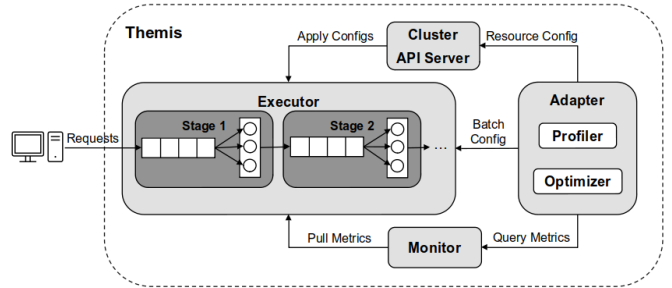 Themis
Apply Configs
Cluster
API Server
Resource Config
Executor
Adapter
Stage 1
Stage 2
Requests
...
Batch
Config
Profiler
Optimizer
Pull Metrics
Monitor
Query Metrics